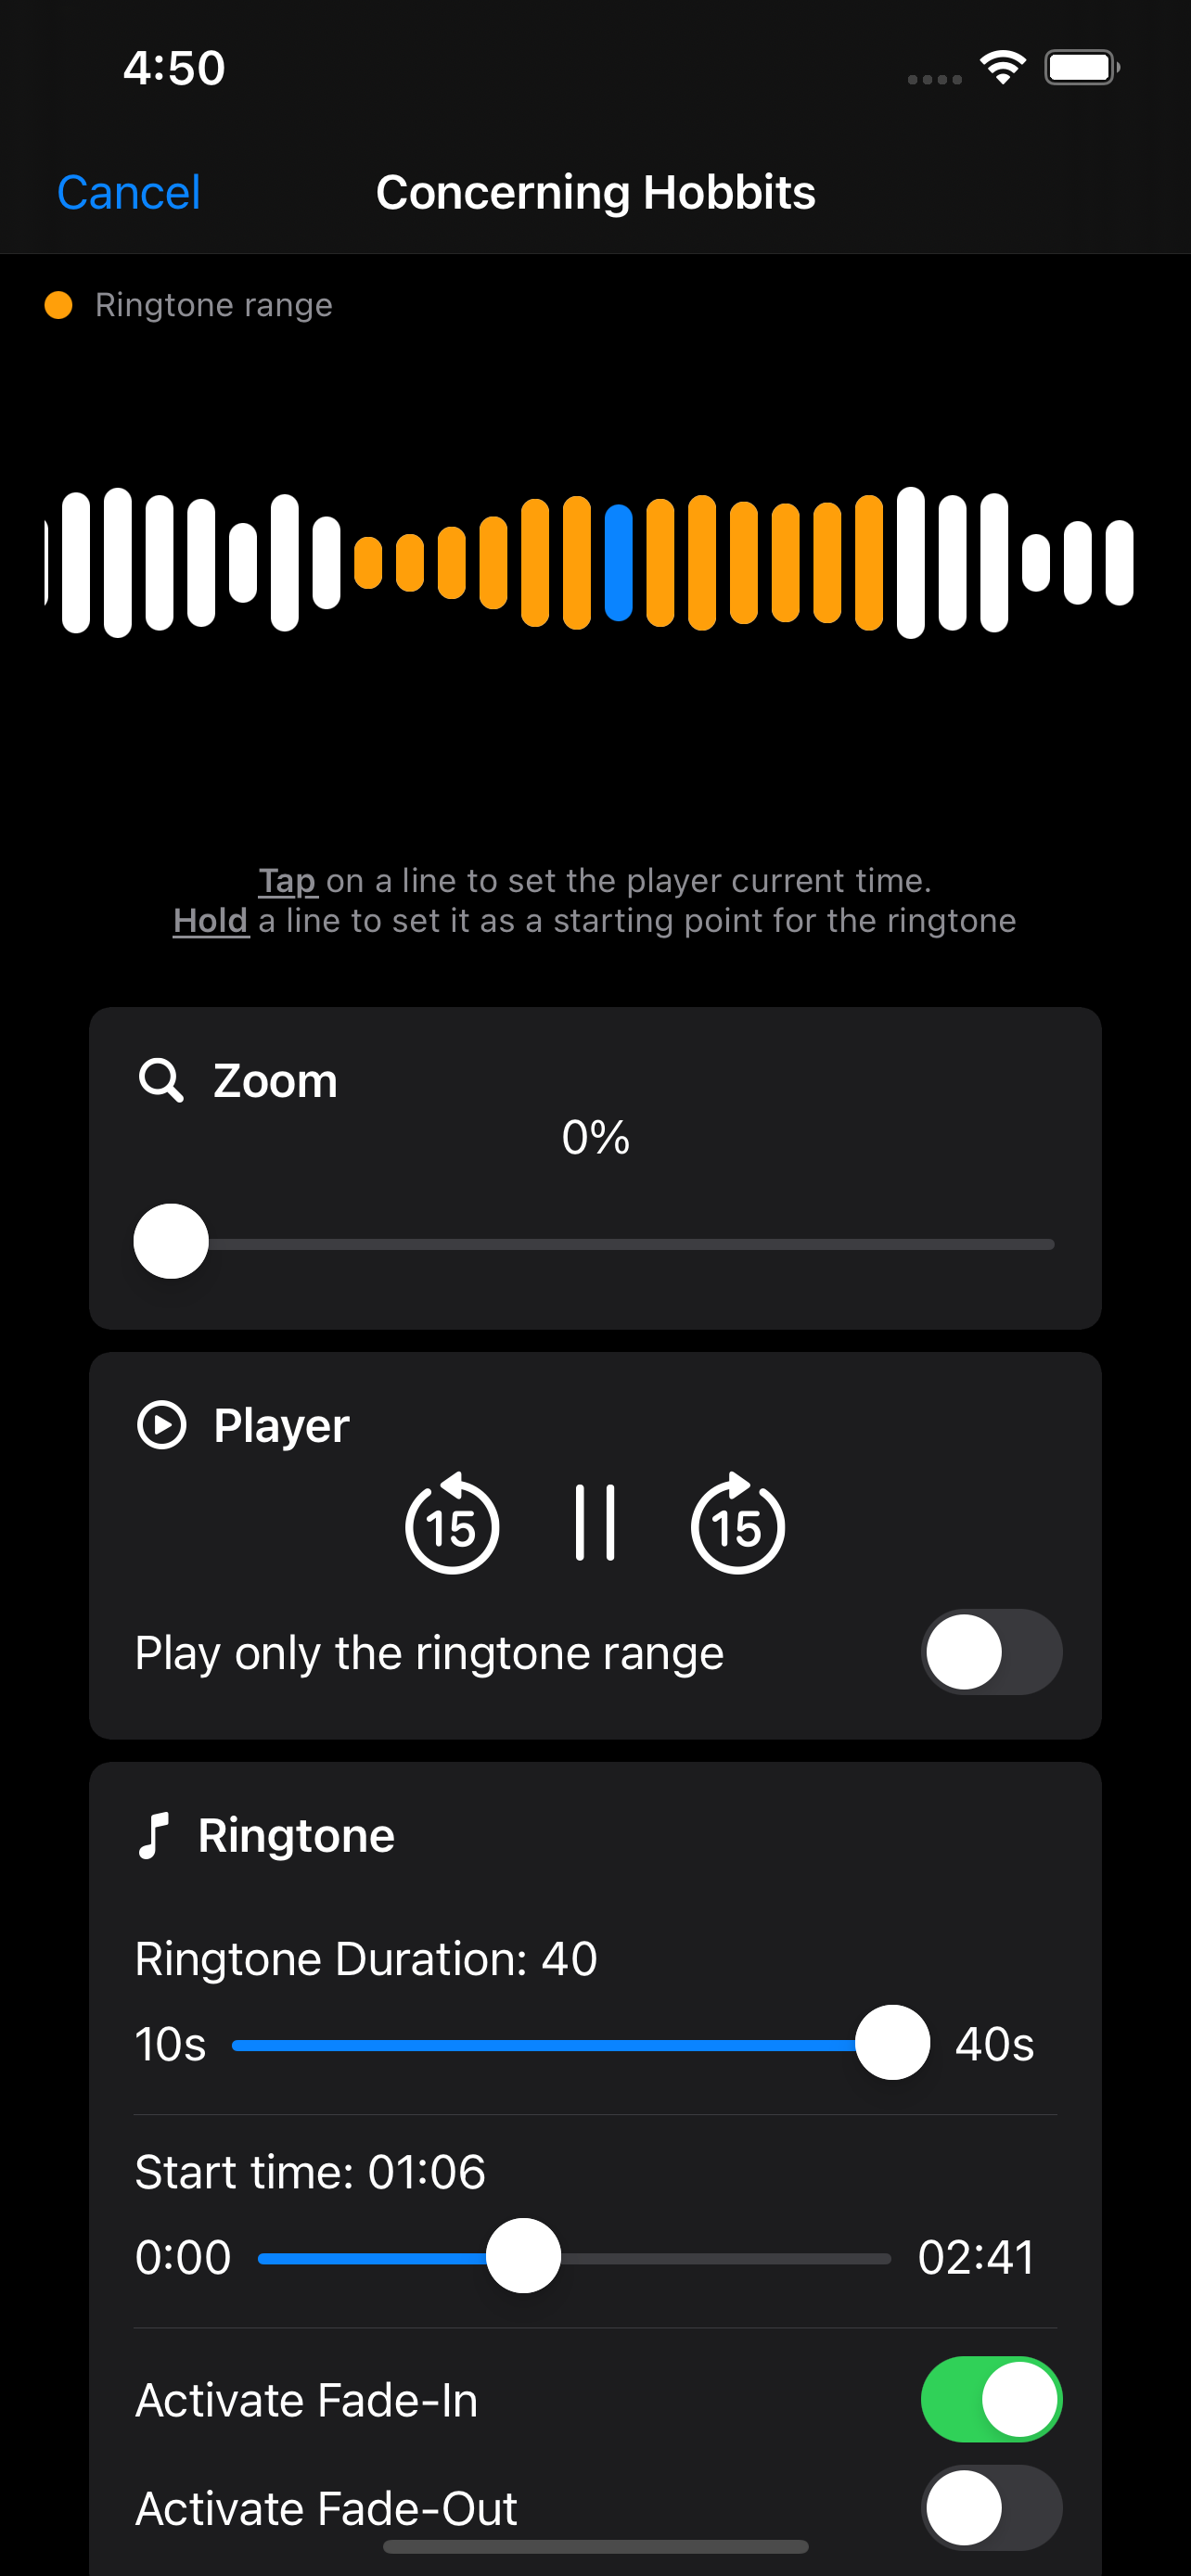 4:50
Cancel
Concerning Hobbits
Ringtone range
Tap on a line to set the player current time.
Hold a line to set it as a starting point for the ringtone
Zoom
0%
Player
15 15
Play only the ringtone range
Ringtone
Ringtone Duration: 40
10s 40s
Start time: 01:06
0:00 02:41
Activate Fade-In
Activate Fade-Out